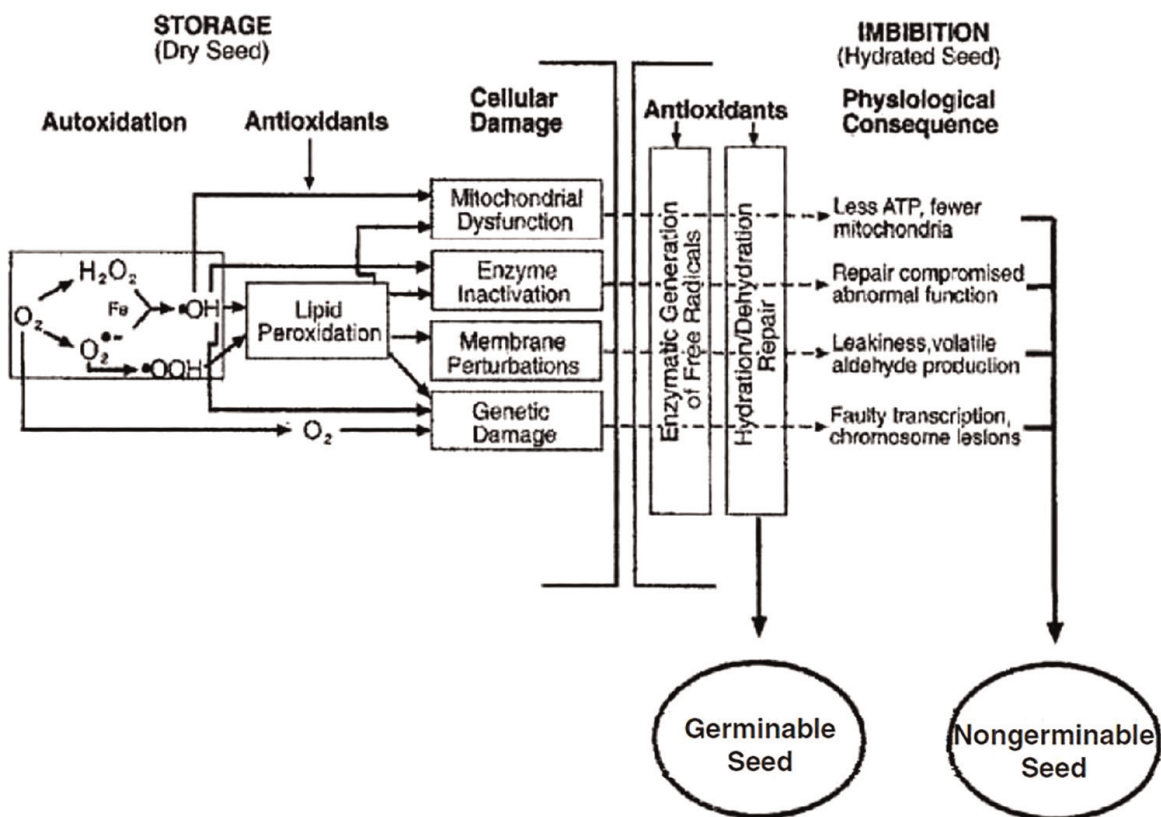 STORAGE
(Dry Seed)
IMBIBITION
(Hydrated Seed)
Autoxidation
Antioxidants
Cellular
Damage
Antioxidants
Physiological
Consequence
O₂
H₂O₂
Fe
•OH
O₂•−
•OOH
O₂
Lipid
Peroxidation
Mitochondrial
Dysfunction
Enzyme
Inactivation
Membrane
Perturbations
Genetic
Damage
Enzymatic Generation
of Free Radicals
Hydration/Dehydration
Repair
Less ATP, fewer
mitochondria
Repair compromised
abnormal function
Leakiness, volatile
aldehyde production
Faulty transcription,
chromosome lesions
Germinable
Seed
Nongerminable
Seed